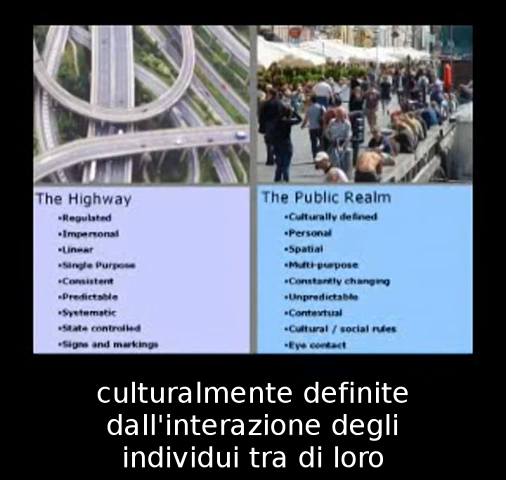 The Highway
•Regulated
•Impersonal
•Linear
•Single Purpose
•Consistent
•Predictable
•Systematic
•State controlled
•Signs and markings
The Public Realm
•Culturally defined
•Personal
•Spatial
•Multi-purpose
•Constantly changing
•Unpredictable
•Contextual
•Cultural / social rules
•Eye contact
culturalmente definite
dall'interazione degli
individui tra di loro